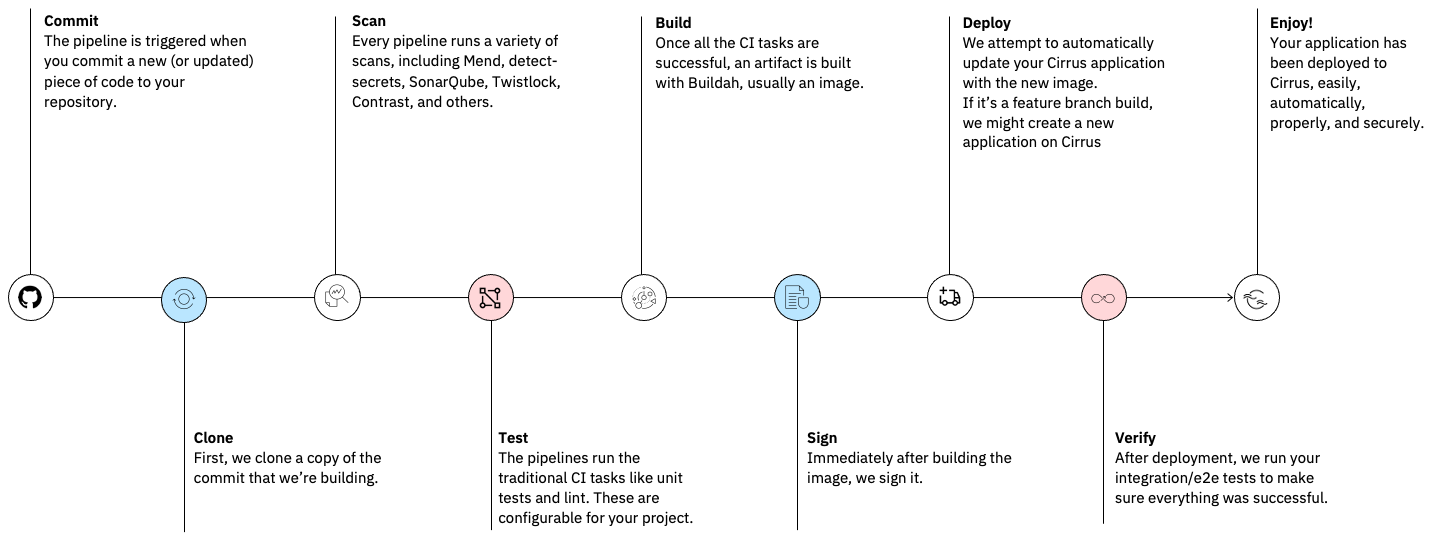 Commit
The pipeline is triggered when
you commit a new (or updated)
piece of code to your
repository.
Scan
Every pipeline runs a variety of
scans, including Mend, detect-
secrets, SonarQube, Twistlock,
Contrast, and others.
Build
Once all the CI tasks are
successful, an artifact is built
with Buildah, usually an image.
Deploy
We attempt to automatically
update your Cirrus application
with the new image.
If it’s a feature branch build,
we might create a new
application on Cirrus
Enjoy!
Your application has
been deployed to
Cirrus, easily,
automatically,
properly, and securely.
Clone
First, we clone a copy of the
commit that we’re building.
Test
The pipelines run the
traditional CI tasks like unit
tests and lint. These are
configurable for your project.
Sign
Immediately after building the
image, we sign it.
Verify
After deployment, we run your
integration/e2e tests to make
sure everything was successful.